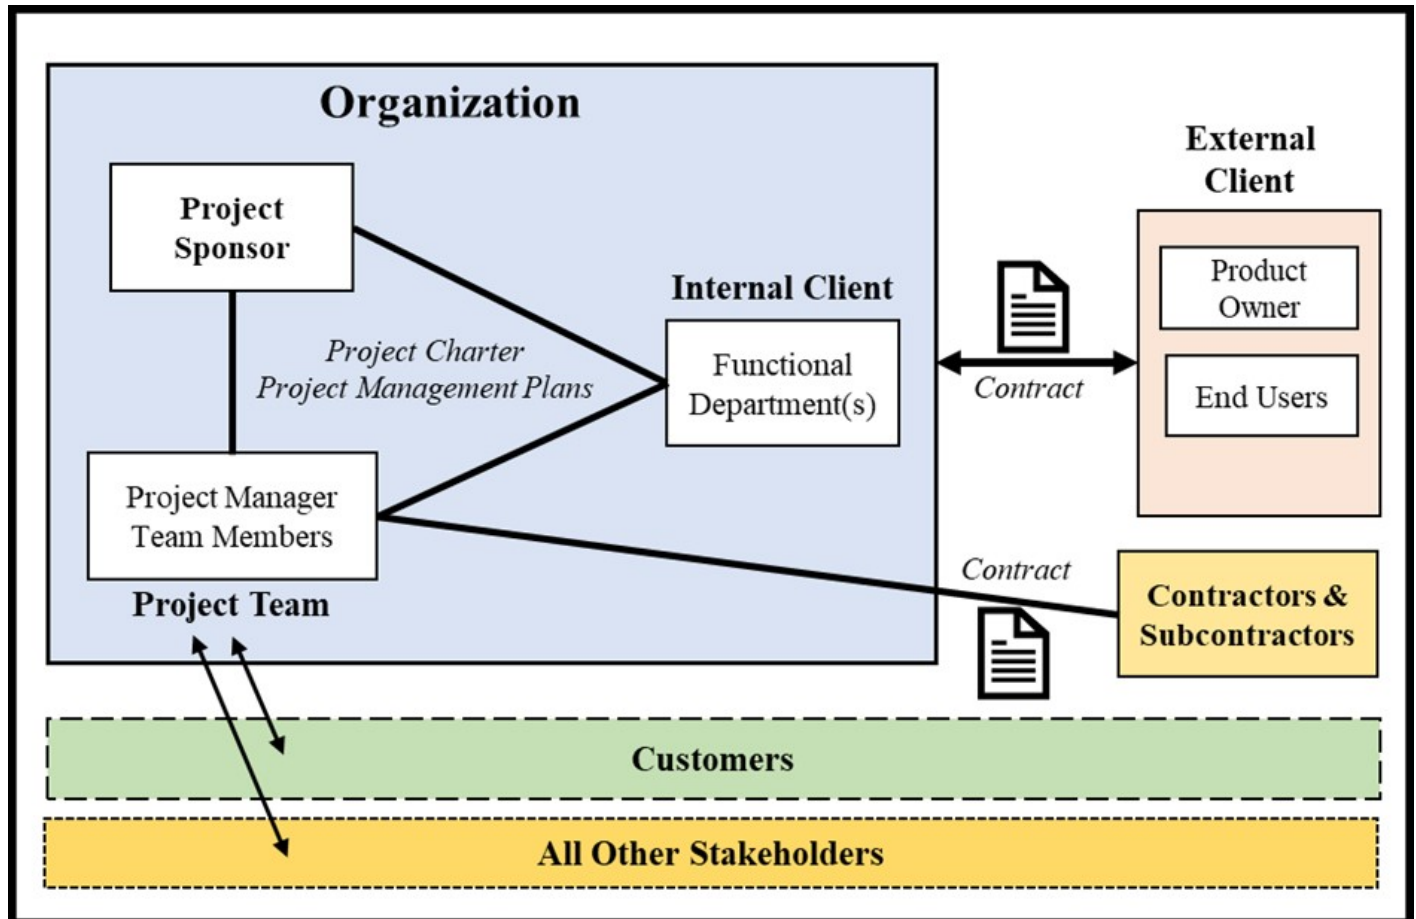 Organization
Project
Sponsor
Project Charter
Project Management Plans
Internal Client
Functional
Department(s)
Project Manager
Team Members
Project Team
External
Client
Product
Owner
End Users
Contract
Contract
Contractors &
Subcontractors
Customers
All Other Stakeholders